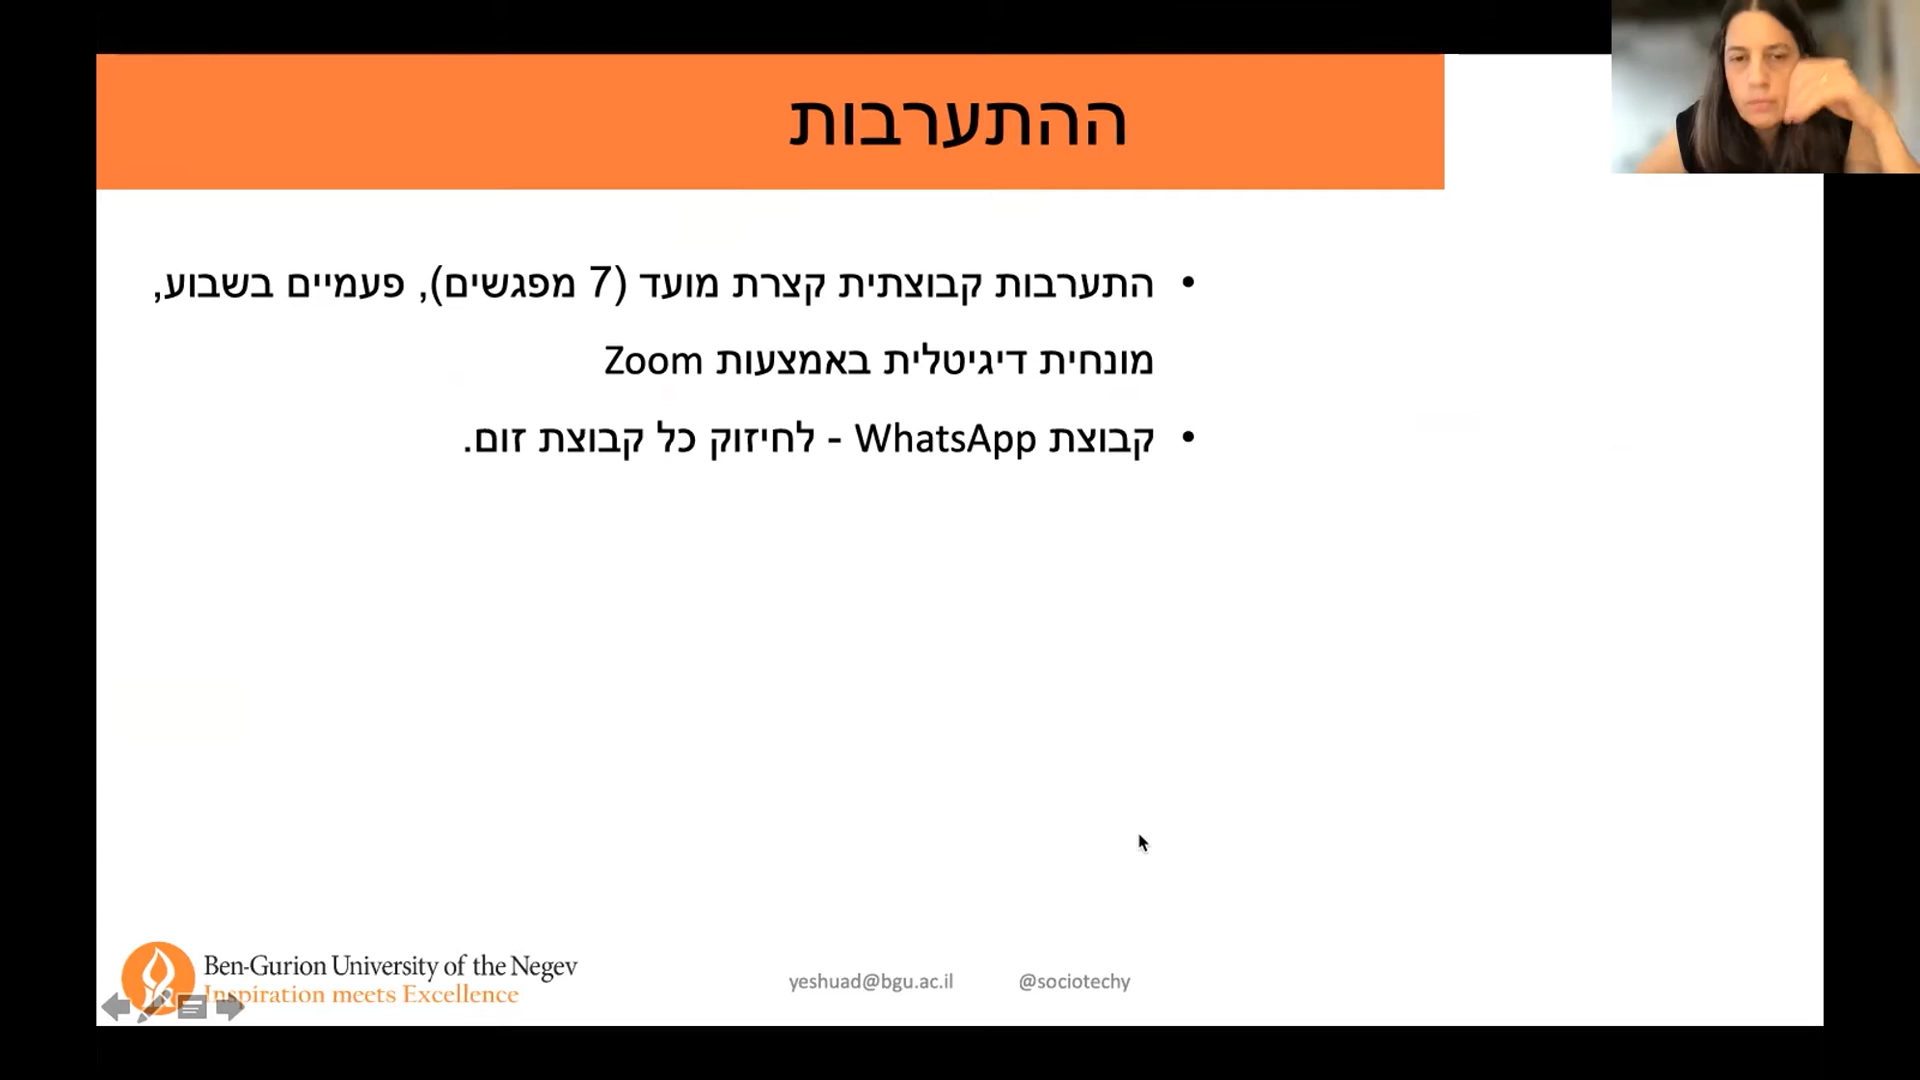 ההתערבות
• התערבות קבוצתית קצרת מועד (7 מפגשים), פעמיים בשבוע,
מונחית דיגיטלית באמצעות Zoom
• קבוצת WhatsApp - לחיזוק כל קבוצת זום.
Ben-Gurion University of the Negev
Inspiration meets Excellence
yeshuad@bgu.ac.il @sociotechy